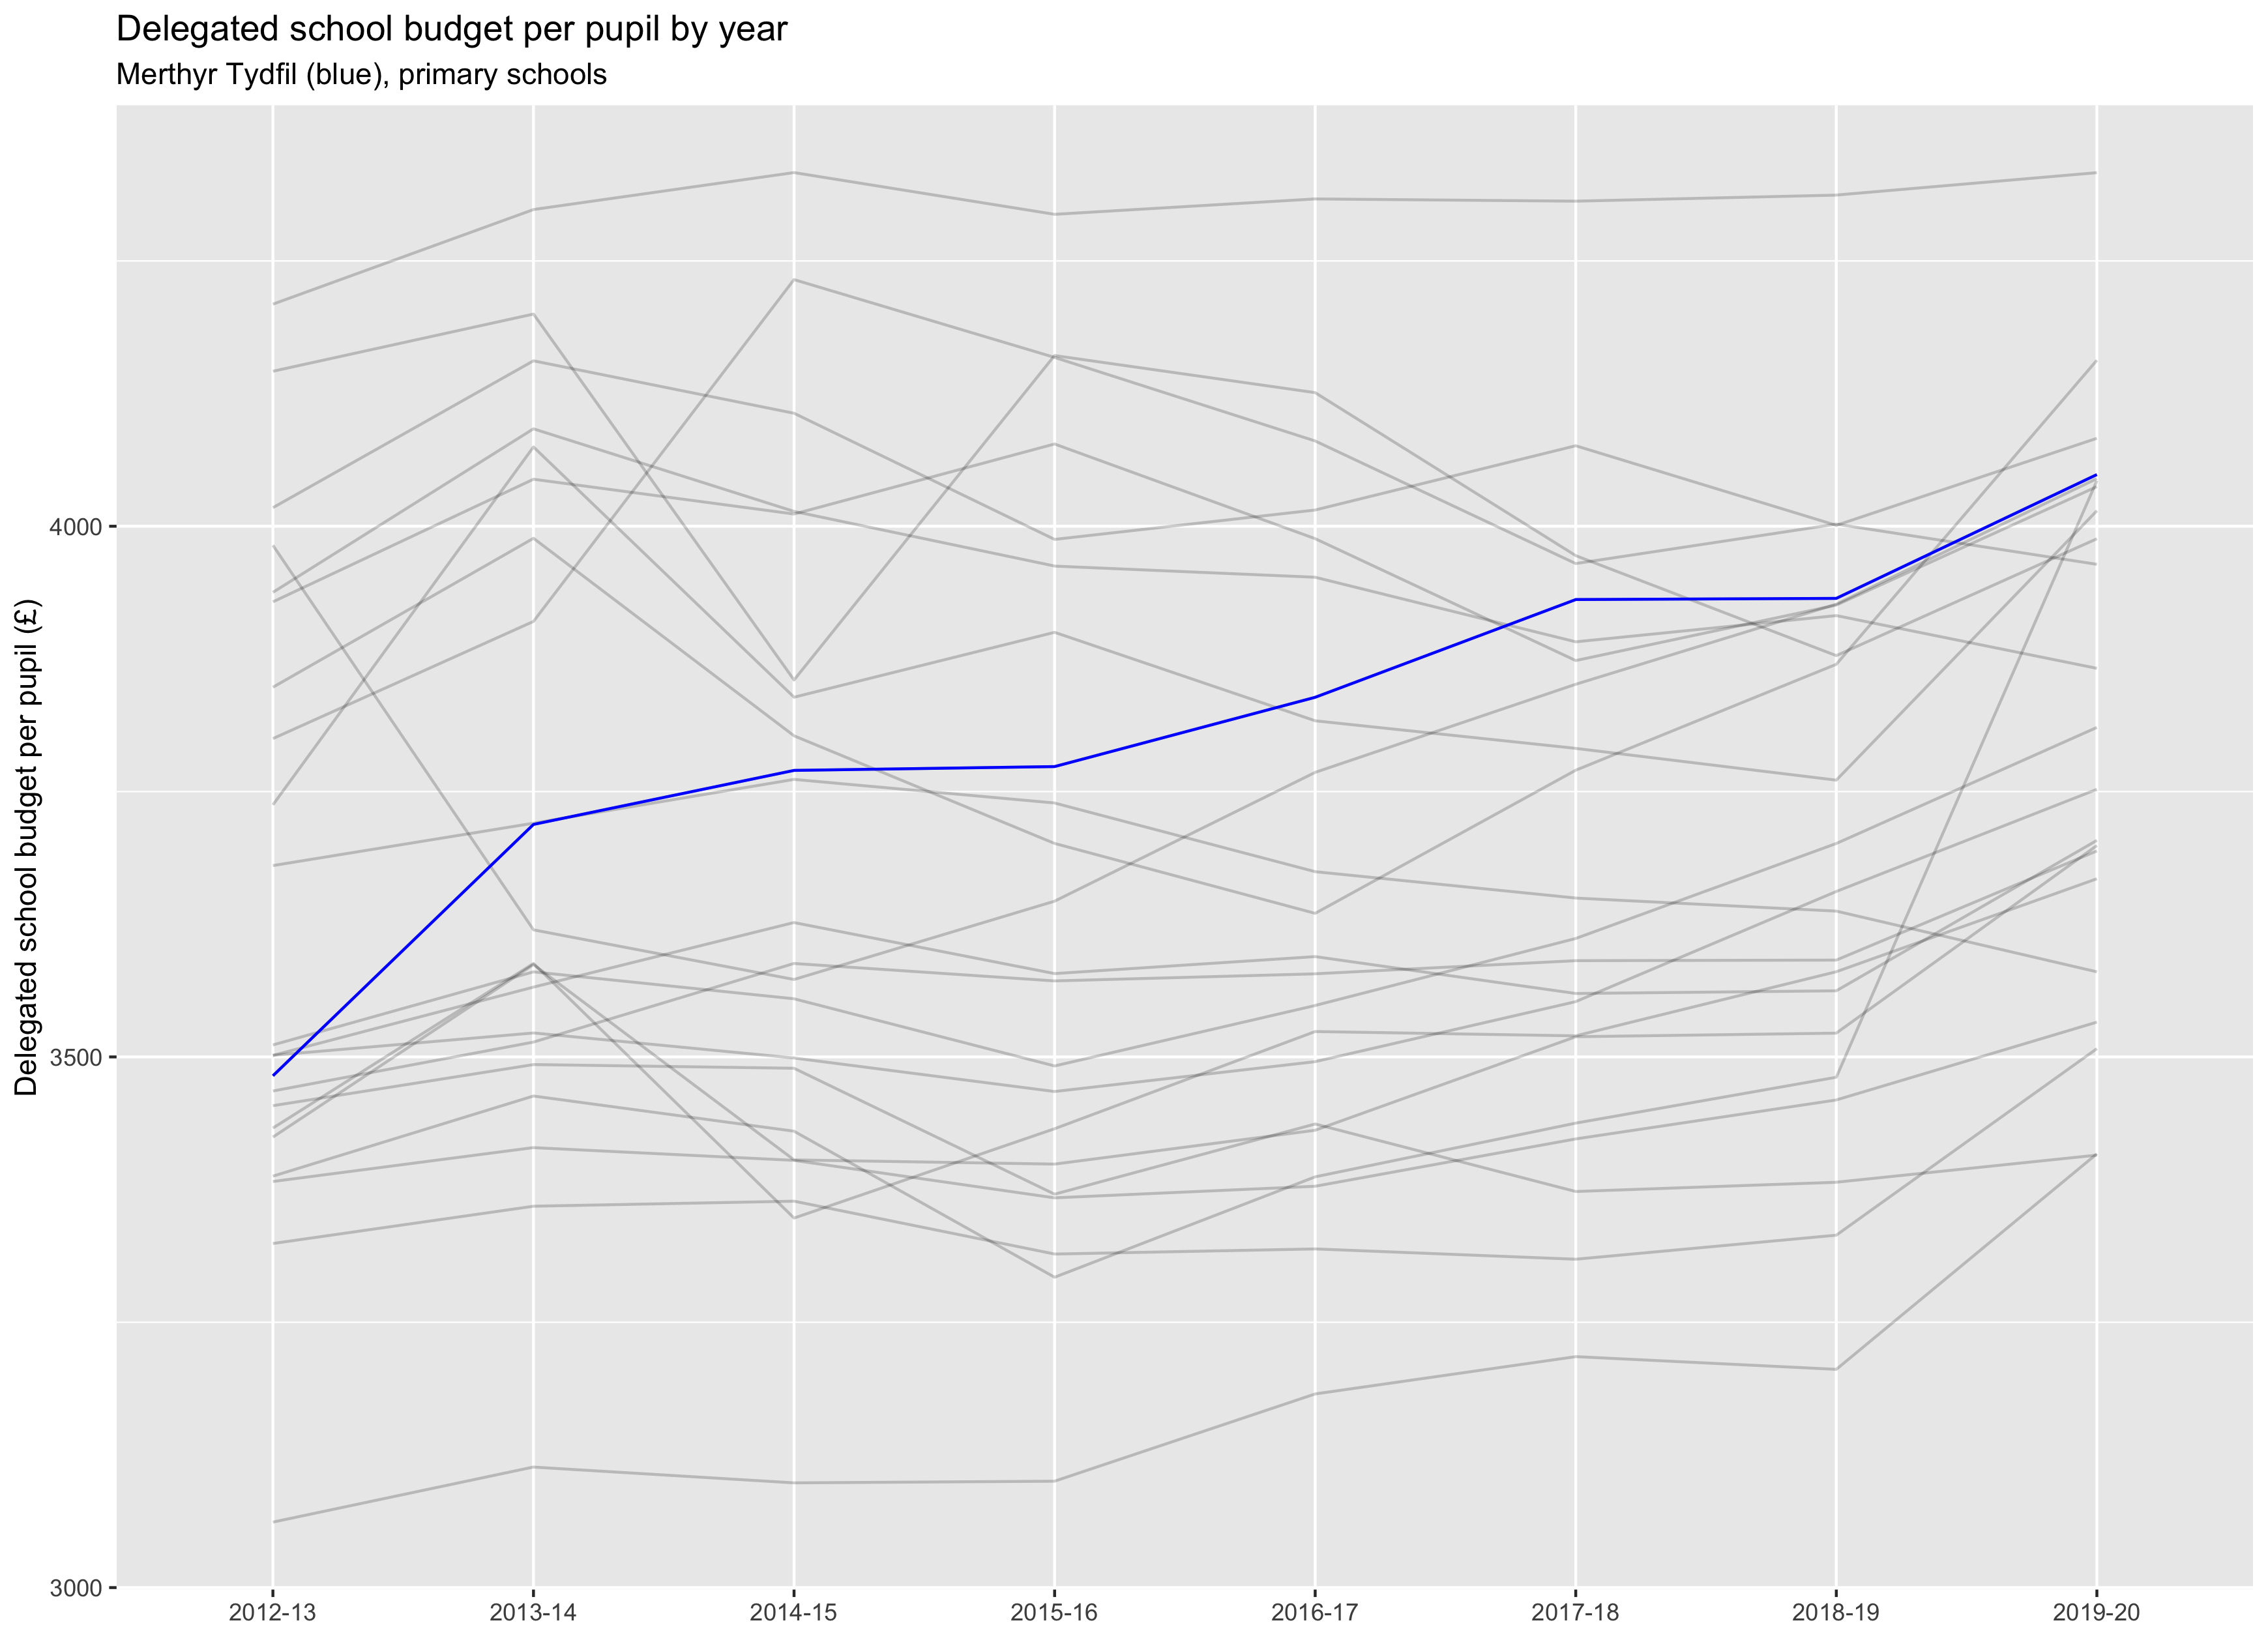 Delegated school budget per pupil by year
Merthyr Tydfil (blue), primary schools
Delegated school budget per pupil (£)
4000
3500
3000
2012-13 2013-14 2014-15 2015-16 2016-17 2017-18 2018-19 2019-20